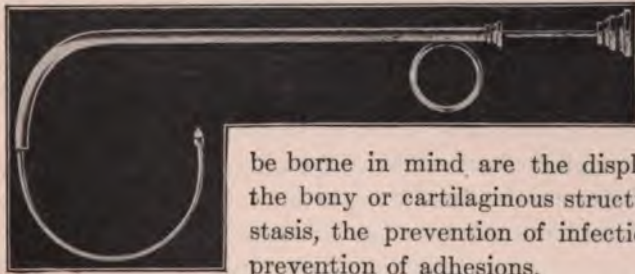 be borne in mind are the displ
the bony or cartilaginous struct
stasis, the prevention of infecti
prevention of adhesions.